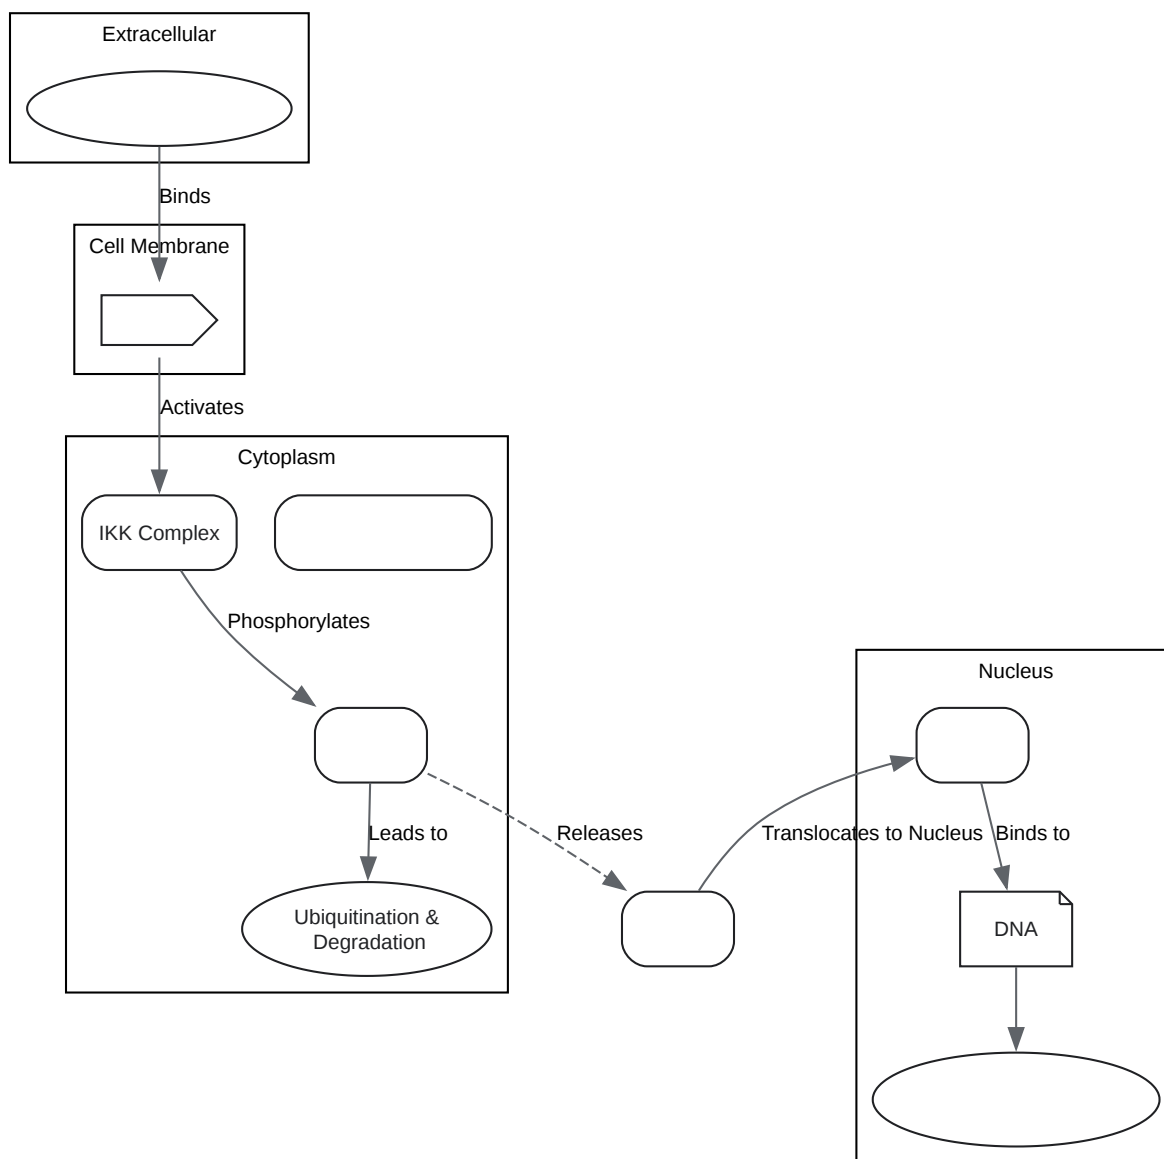 Extracellular
Binds
Cell Membrane
Activates
Cytoplasm
IKK Complex
Phosphorylates
Nucleus
Leads to
Releases
Translocates to Nucleus
Binds to
Ubiquitination &
Degradation
DNA